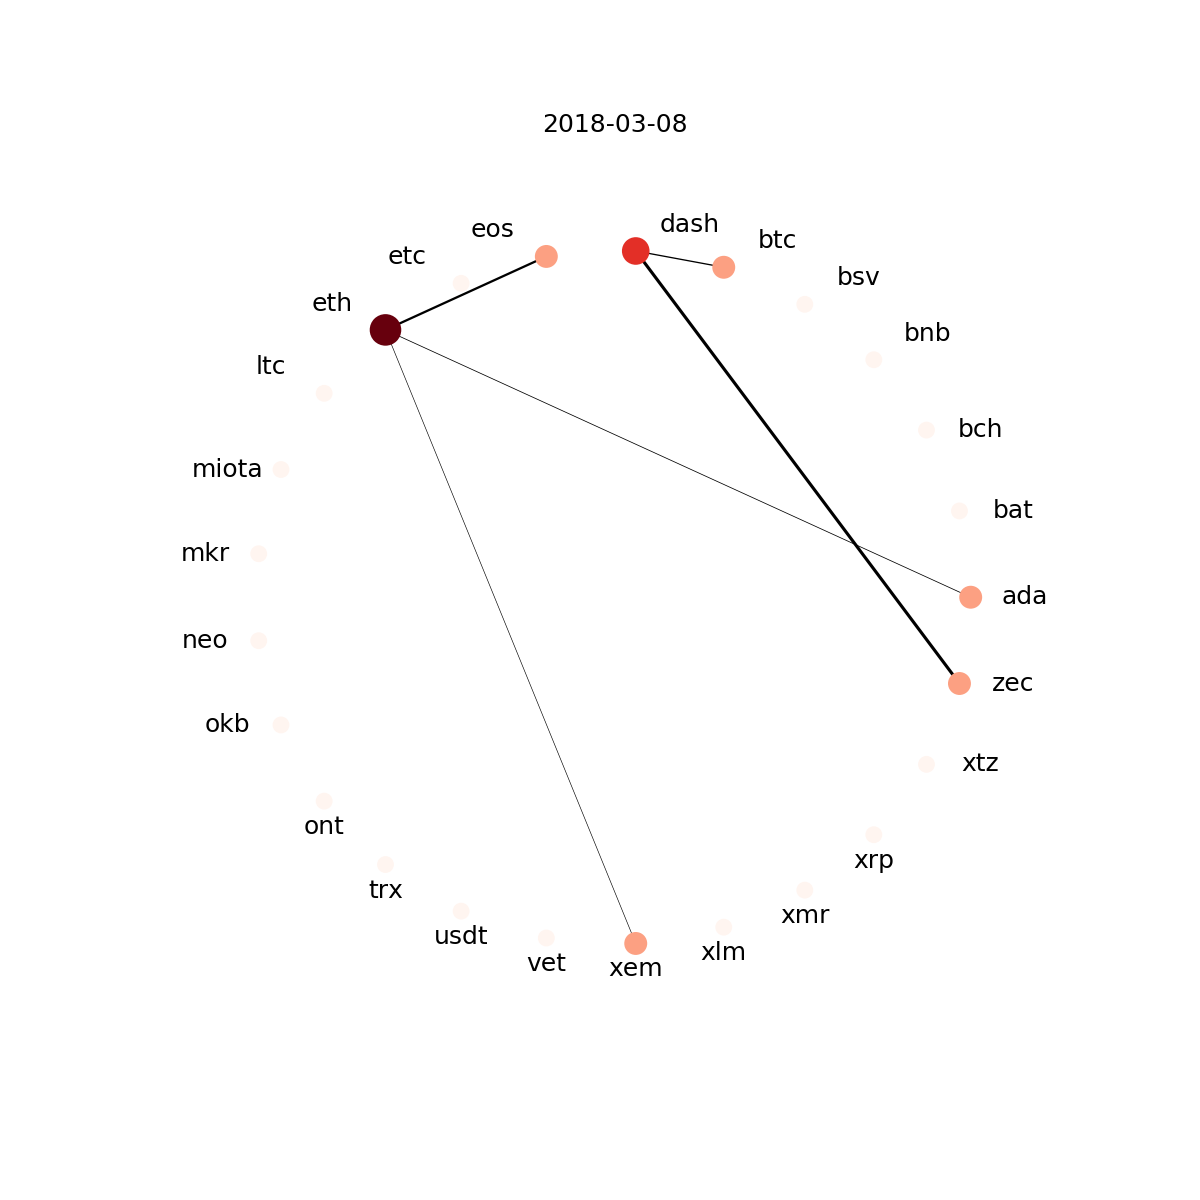 2018-03-08
dash
eos
btc
etc
bsv
eth
bnb
ltc
bch
miota
bat
mkr
ada
neo
zec
okb
xtz
ont
xrp
trx
xmr
usdt
xlm
vet
xem